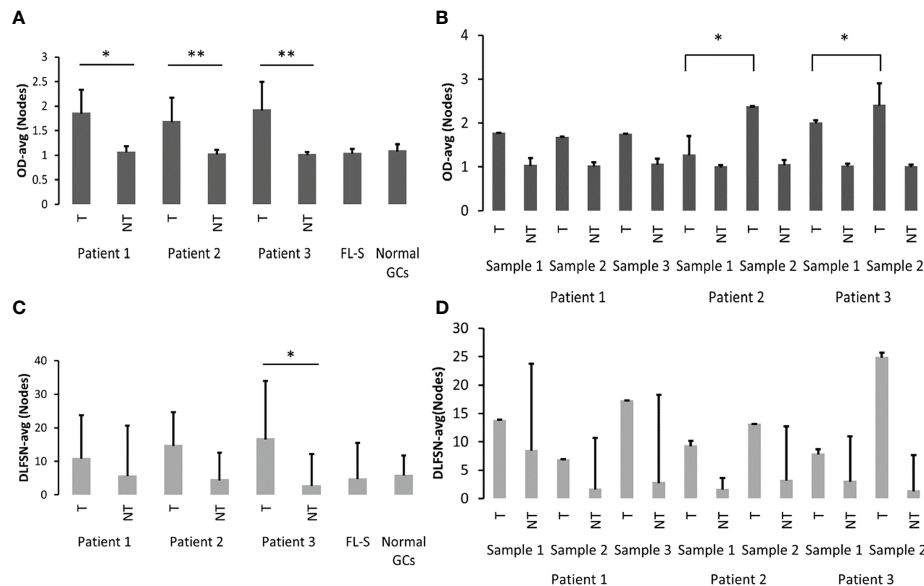 A
OD-avg (Nodes)
3
2.5
2
1.5
1
0.5
0
*
**
**
T NT T NT T NT
Patient 1 Patient 2 Patient 3 FL-S Normal
GCs
B
OD-avg (Nodes)
4
3
2
1
0
*
*
T NT T NT T NT T NT T NT T NT T NT
Sample 1 Sample 2 Sample 3 Sample 1 Sample 2 Sample 1 Sample 2
Patient 1 Patient 2 Patient 3
C
DLFSN-avg (Nodes)
40
30
20
10
0
*
T NT T NT T NT
Patient 1 Patient 2 Patient 3 FL-S Normal
GCs
D
DLFSN-avg(Nodes)
30
25
20
15
10
5
0
T NT T NT T NT T NT T NT T NT T NT
Sample 1 Sample 2 Sample 3 Sample 1 Sample 2 Sample 1 Sample 2
Patient 1 Patient 2 Patient 3